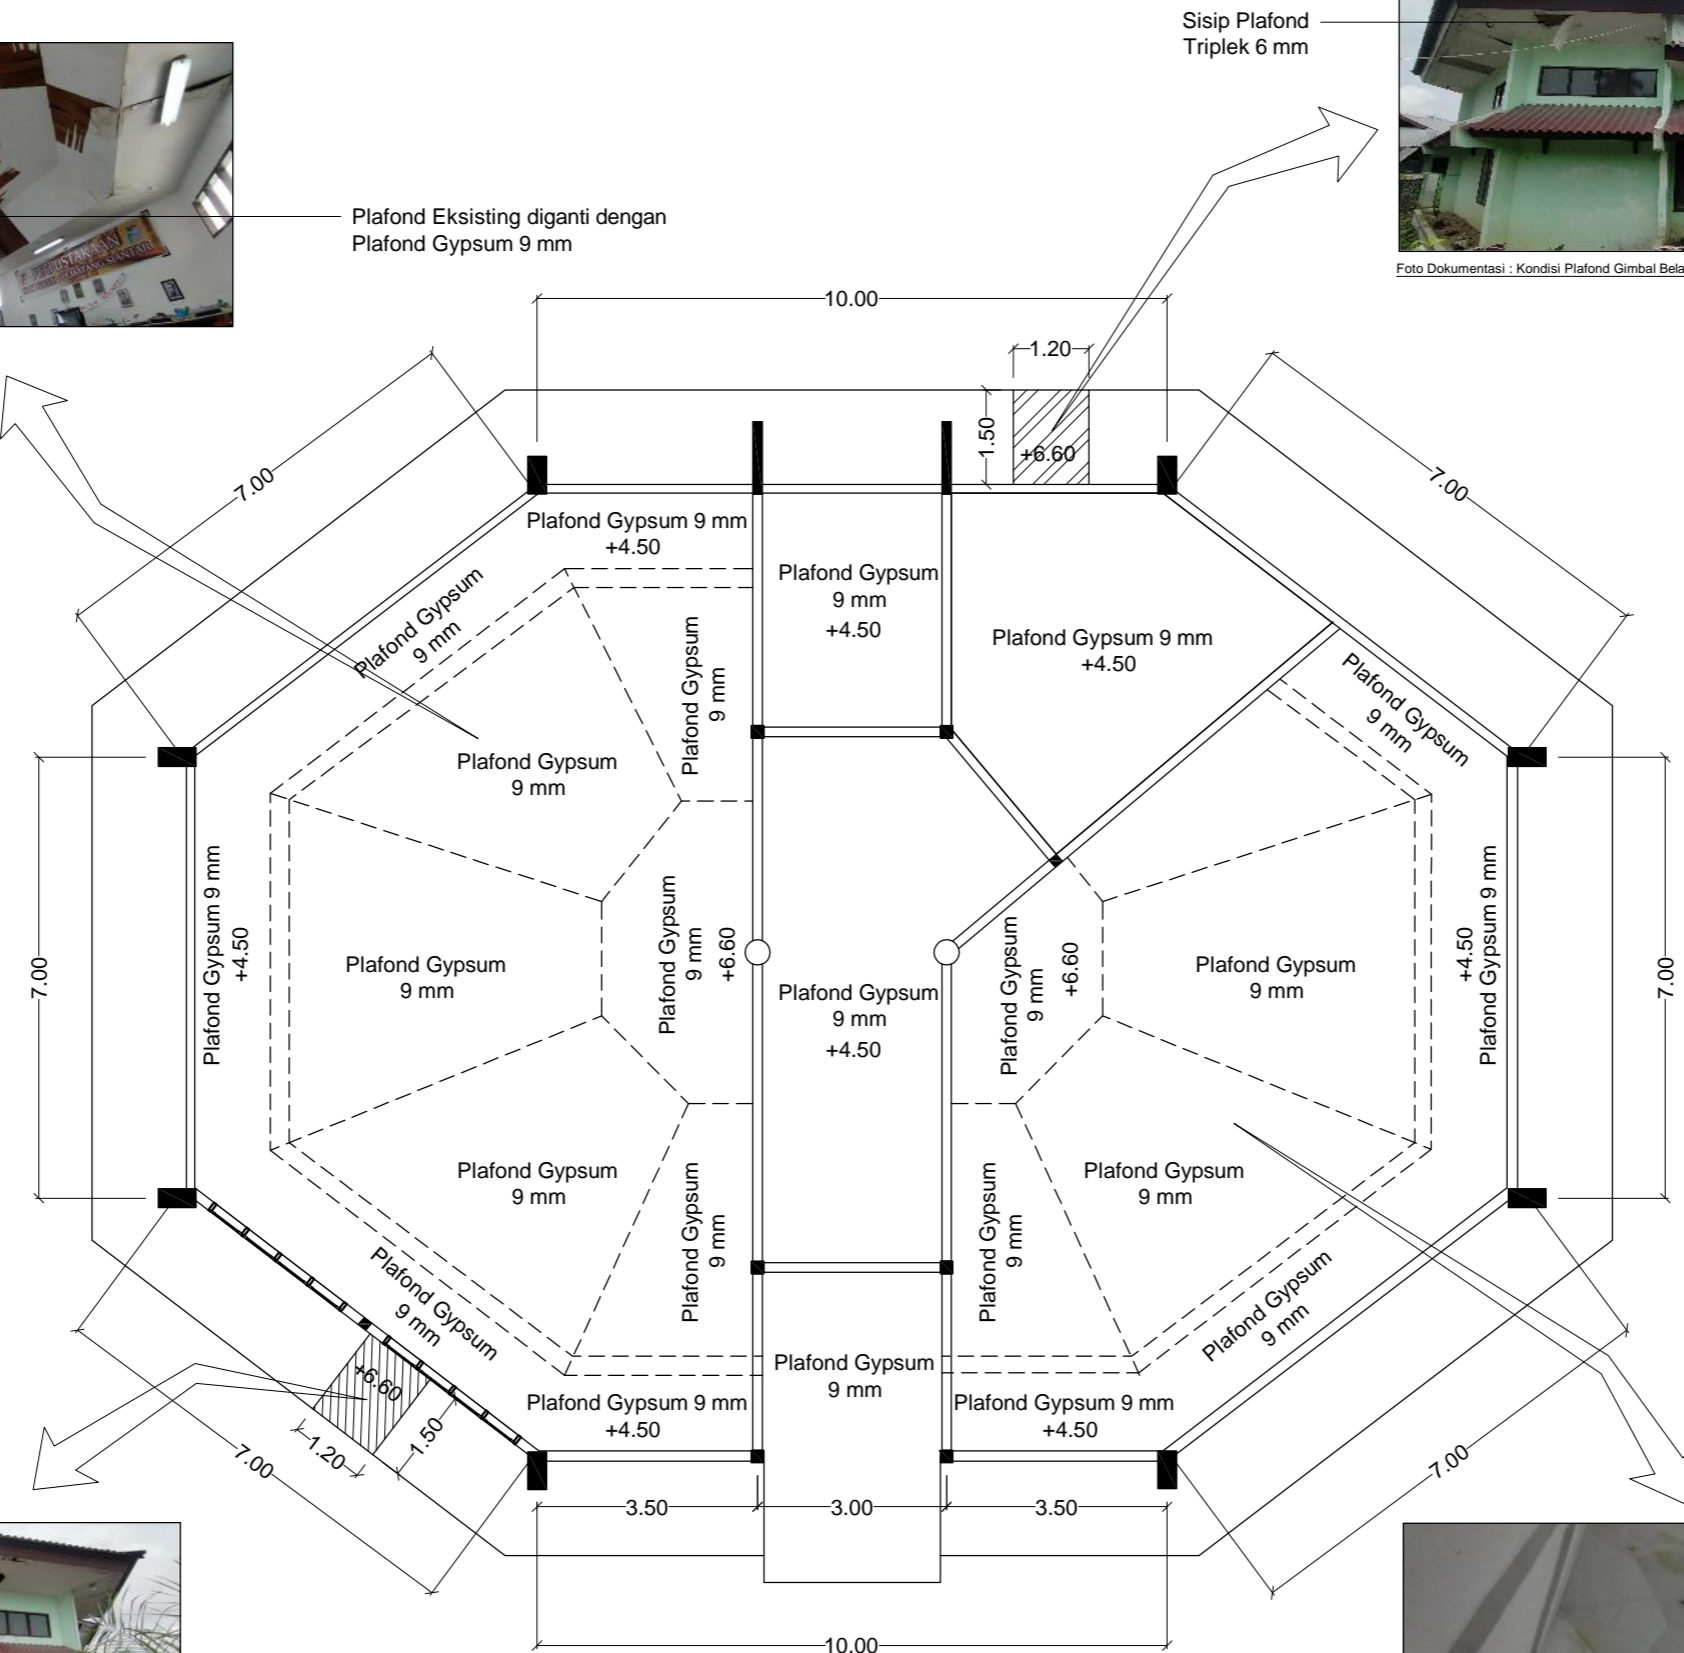 Sisip Plafond
Triplek 6 mm
PERPUSTAKAAN
Plafond Eksisting diganti dengan
Plafond Gypsum 9 mm
Foto Dokumentasi : Kondisi Plafond Gimbal Bela
10.00
1.20
1.50
+6.60
7.00
7.00
Plafond Gypsum 9 mm
+4.50
Plafond Gypsum
9 mm
Plafond Gypsum
9 mm
+4.50
Plafond Gypsum
9 mm
Plafond Gypsum 9 mm
+4.50
Plafond Gypsum
9 mm
Plafond Gypsum
9 mm
7.00
Plafond Gypsum 9 mm
+4.50
Plafond Gypsum
9 mm
Plafond Gypsum
9 mm
+6.60
Plafond Gypsum
9 mm
+4.50
Plafond Gypsum
9 mm
+6.60
Plafond Gypsum
9 mm
+4.50
Plafond Gypsum 9 mm
7.00
Plafond Gypsum
9 mm
Plafond Gypsum
9 mm
Plafond Gypsum
9 mm
Plafond Gypsum
9 mm
Plafond Gypsum
9 mm
Plafond Gypsum
9 mm
Plafond Gypsum
9 mm
+6.60
1.20
1.50
7.00
Plafond Gypsum 9 mm
+4.50
Plafond Gypsum 9 mm
+4.50
7.00
3.50
3.00
3.50
10.00